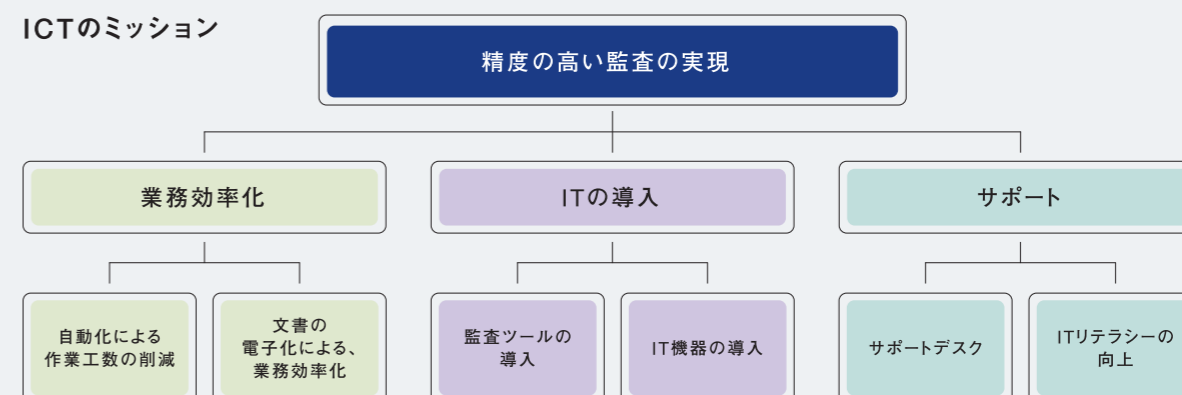 ICTのミッション
精度の高い監査の実現
業務効率化
ITの導入
サポート
自動化による
作業工数の削減
文書の
電子化による、
業務効率化
監査ツールの
導入
IT機器の導入
サポートデスク
ITリテラシーの
向上